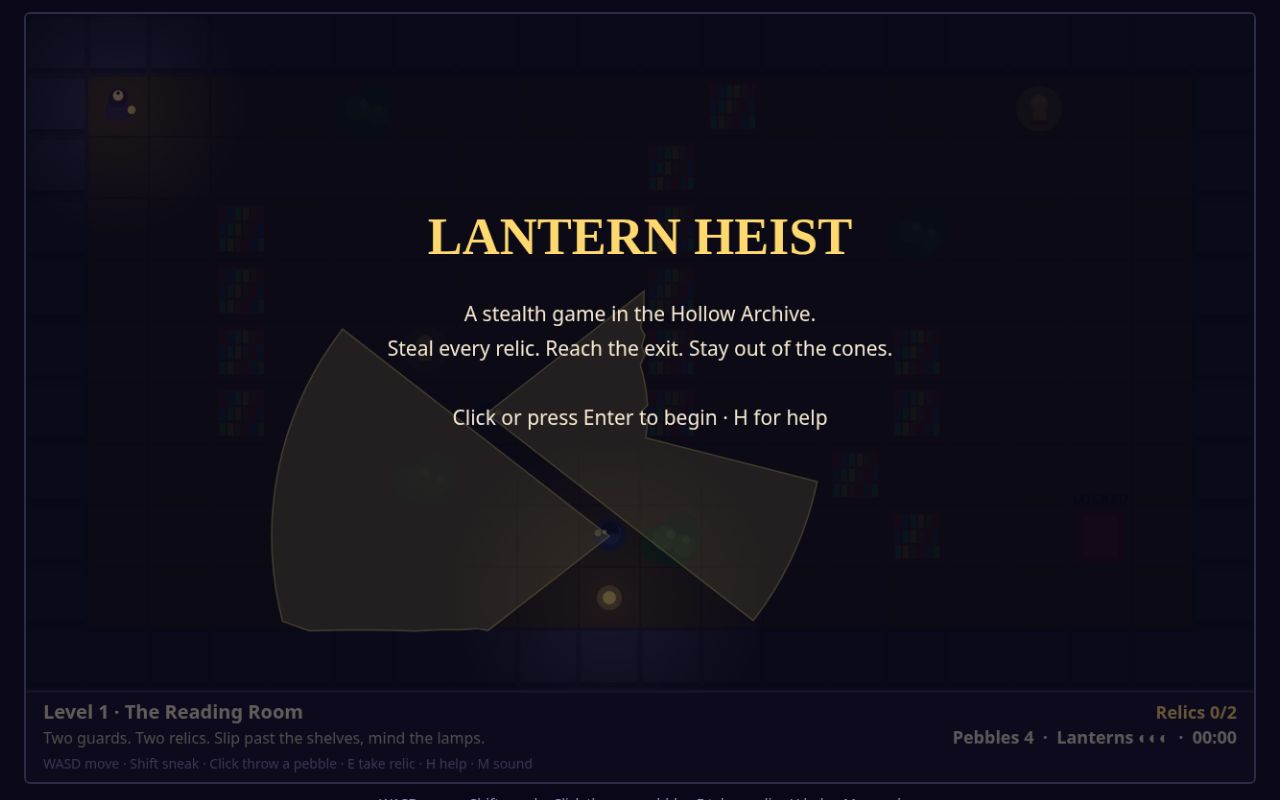 LANTERN HEIST
A stealth game in the Hollow Archive.
Steal every relic. Reach the exit. Stay out of the cones.
Click or press Enter to begin · H for help
Level 1 · The Reading Room
Relics 0/2
Two guards. Two relics. Slip past the shelves, mind the lamps.
Pebbles 4 · Lanterns · 00:00
WASD move · Shift sneak · Click throw a pebble · E take relic · H help · M sound